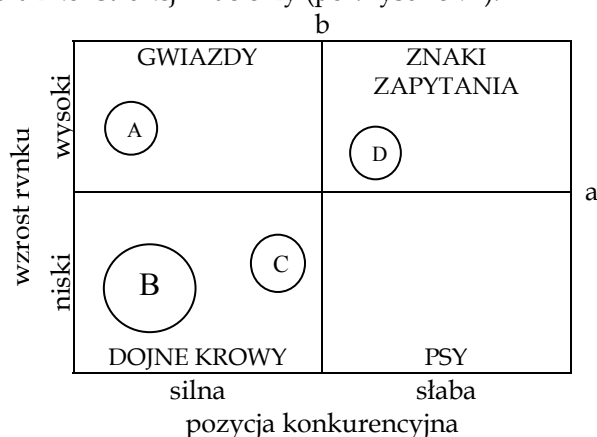 b
GWIAZDY
ZNAKI
ZAPYTANIA
wysoki
A
D
wzrost rynku
a
niski
B
C
DOJNE KROWY
PSY
silna
słaba
pozycja konkurencyjna